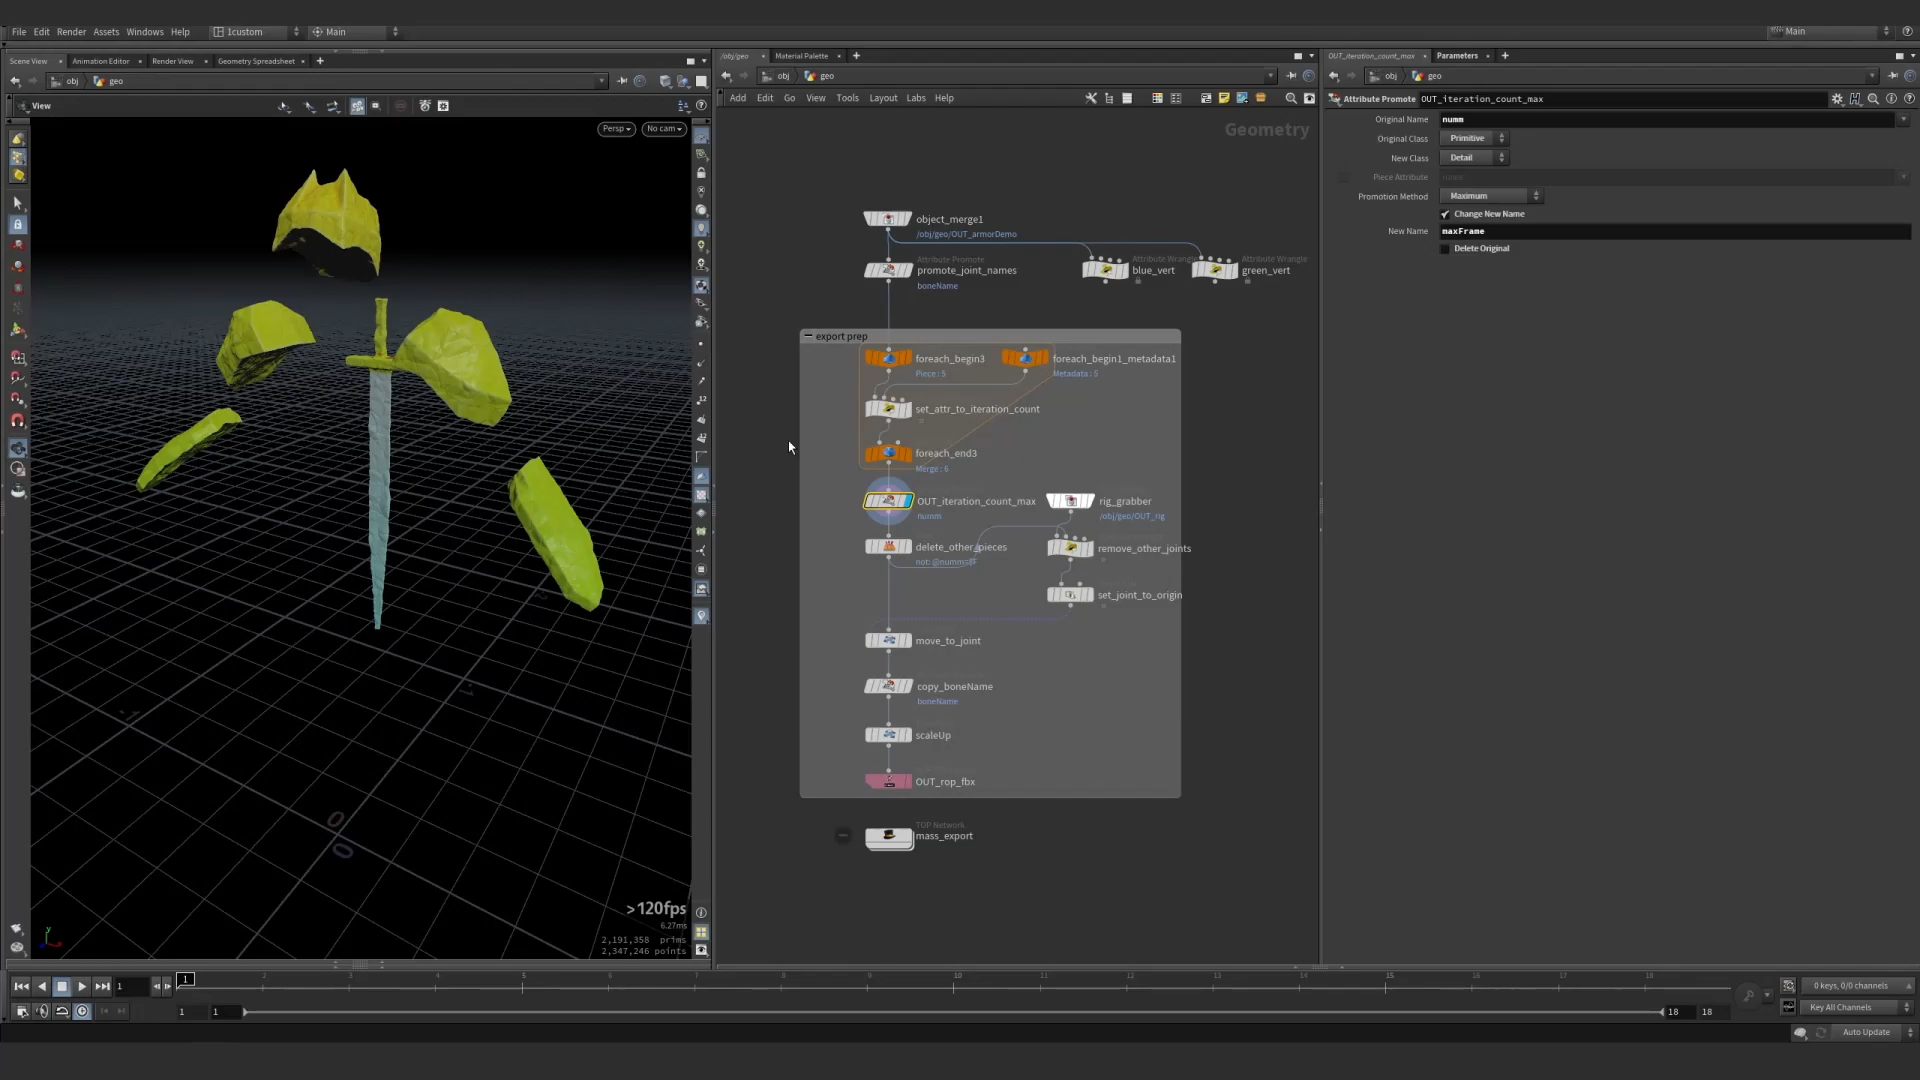 File Edit Render Assets Windows Help 1custom Main Main
Scene View Animation Editor Render View Geometry Spreadsheet
obj geo
View
Persp No cam
>120fps
6.27ms
2,191,358 prims
2,347,246 points
/obj/geo Material Palette
obj geo
Add Edit Go View Tools Layout Labs Help
Geometry
object_merge1
/obj/geo/OUT_armorDemo
Attribute Promote
promote_joint_names
boneName
Attribute Wrangle
blue_vert
Attribute Wrangle
green_vert
export prep
foreach_begin3
Piece : 5
foreach_begin1_metadata1
Metadata : 5
set_attr_to_iteration_count
foreach_end3
Merge : 6
OUT_iteration_count_max
numm
rig_grabber
/obj/geo/OUT_rig
delete_other_pieces
remove_other_joints
set_joint_to_origin
move_to_joint
copy_boneName
boneName
scaleUp
OUT_rop_fbx
TOP Network
mass_export
OUT_iteration_count_max Parameters
obj geo
Attribute Promote OUT_iteration_count_max
Original Name numm
Original Class Primitive
New Class Detail
Piece Attribute
Promotion Method Maximum
Change New Name
New Name maxFrame
Delete Original
1 1 2 3 4 5 6 7 8 9 10 11 12 13 14 15 16 17 18
0 keys, 0/0 channels
1 1 18 18
Key All Channels
Auto Update